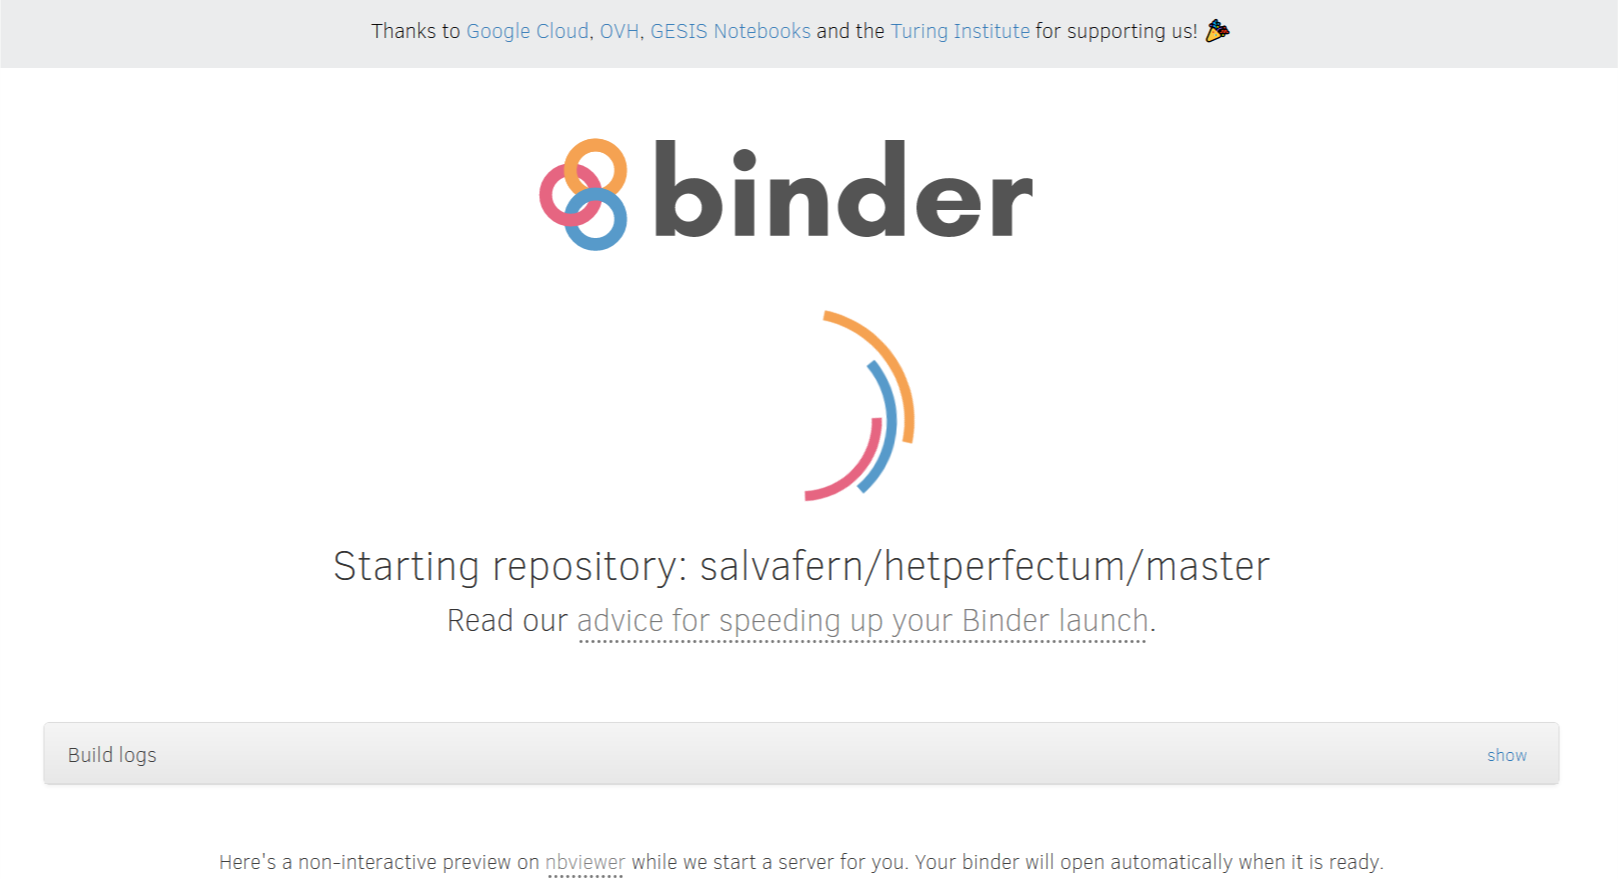 Thanks to Google Cloud, OVH, GESIS Notebooks and the Turing Institute for supporting us!
binder
Starting repository: salvafern/hetperfectum/master
Read our advice for speeding up your Binder launch.
Build logs show
Here's a non-interactive preview on nbviewer while we start a server for you. Your binder will open automatically when it is ready.